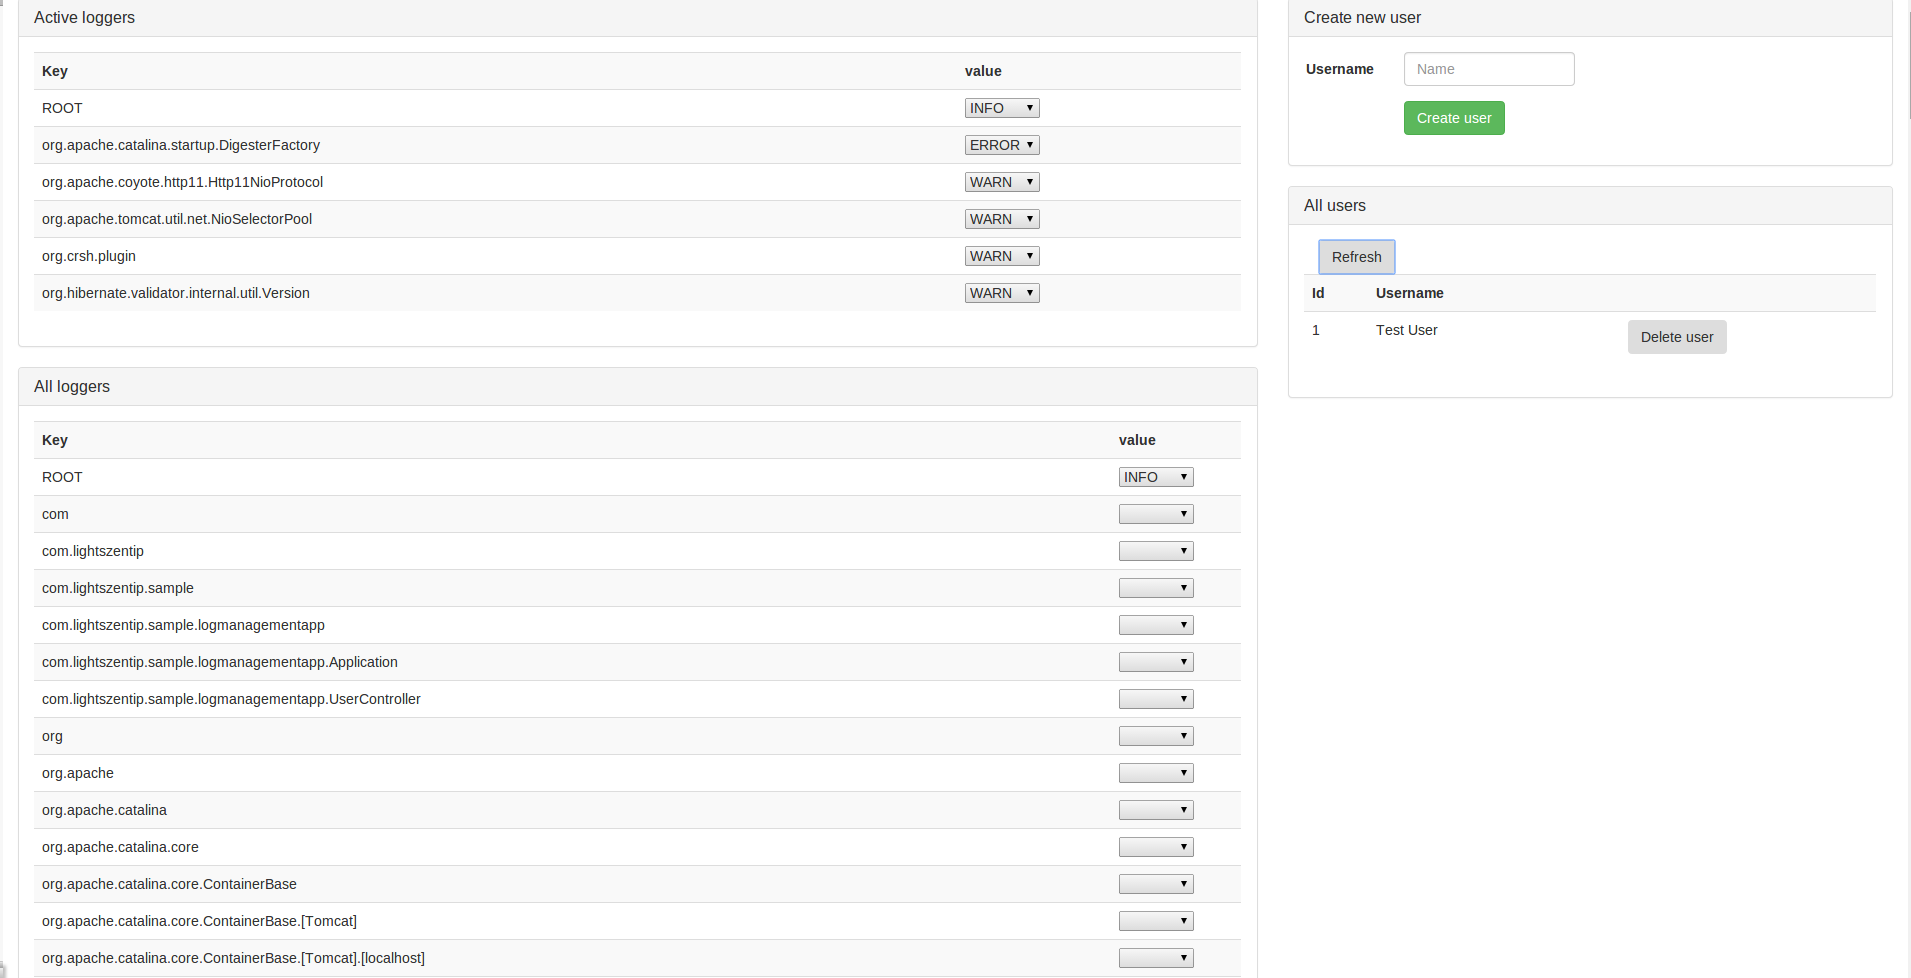 Active loggers
Key value
ROOT INFO
org.apache.catalina.startup.DigesterFactory ERROR
org.apache.coyote.http11.Http11NioProtocol WARN
org.apache.tomcat.util.net.NioSelectorPool WARN
org.crsh.plugin WARN
org.hibernate.validator.internal.util.Version WARN
All loggers
Key value
ROOT INFO
com
com.lightszentip
com.lightszentip.sample
com.lightszentip.sample.logmanagementapp
com.lightszentip.sample.logmanagementapp.Application
com.lightszentip.sample.logmanagementapp.UserController
org
org.apache
org.apache.catalina
org.apache.catalina.core
org.apache.catalina.core.ContainerBase
org.apache.catalina.core.ContainerBase.[Tomcat]
org.apache.catalina.core.ContainerBase.[Tomcat].[localhost]
Create new user
Username Name
Create user
All users
Refresh
Id Username
1 Test User Delete user